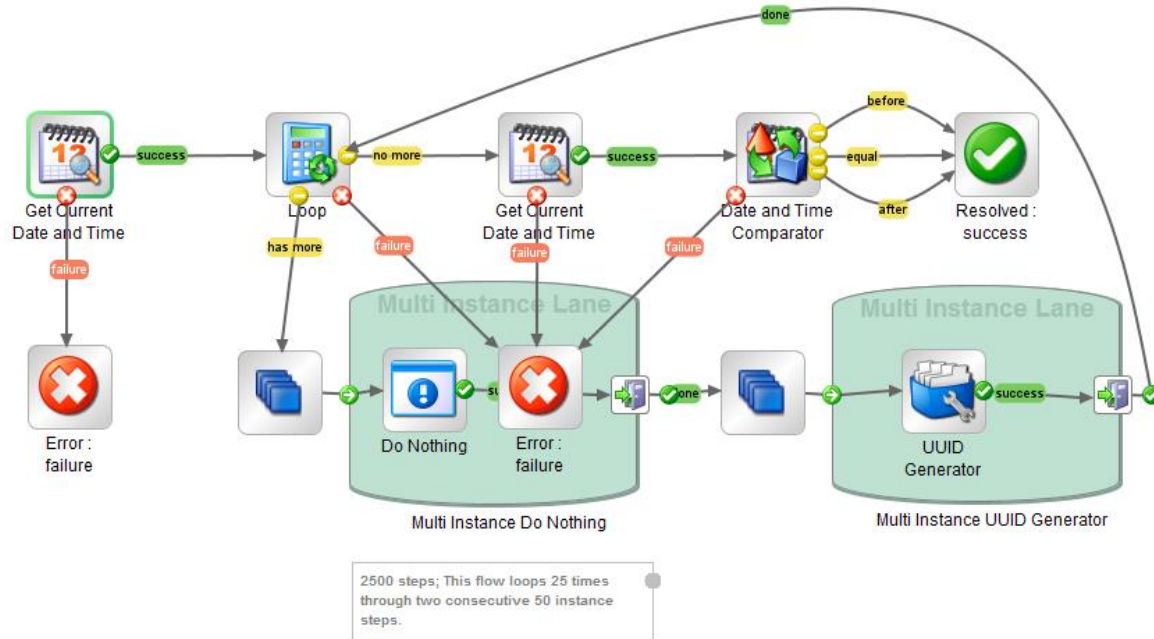 done
before
success
no more
success
equal
after
Get Current
Date and Time
Loop
Get Current
Date and Time
Date and Time
Comparator
Resolved :
success
has more
failure
failure
failure
failure
Multi Instance Lane
Multi Instance Lane
success
Do Nothing
Error :
failure
Error :
failure
UUID
Generator
Multi Instance Do Nothing
Multi Instance UUID Generator
2500 steps; This flow loops 25 times
through two consecutive 50 instance
steps.